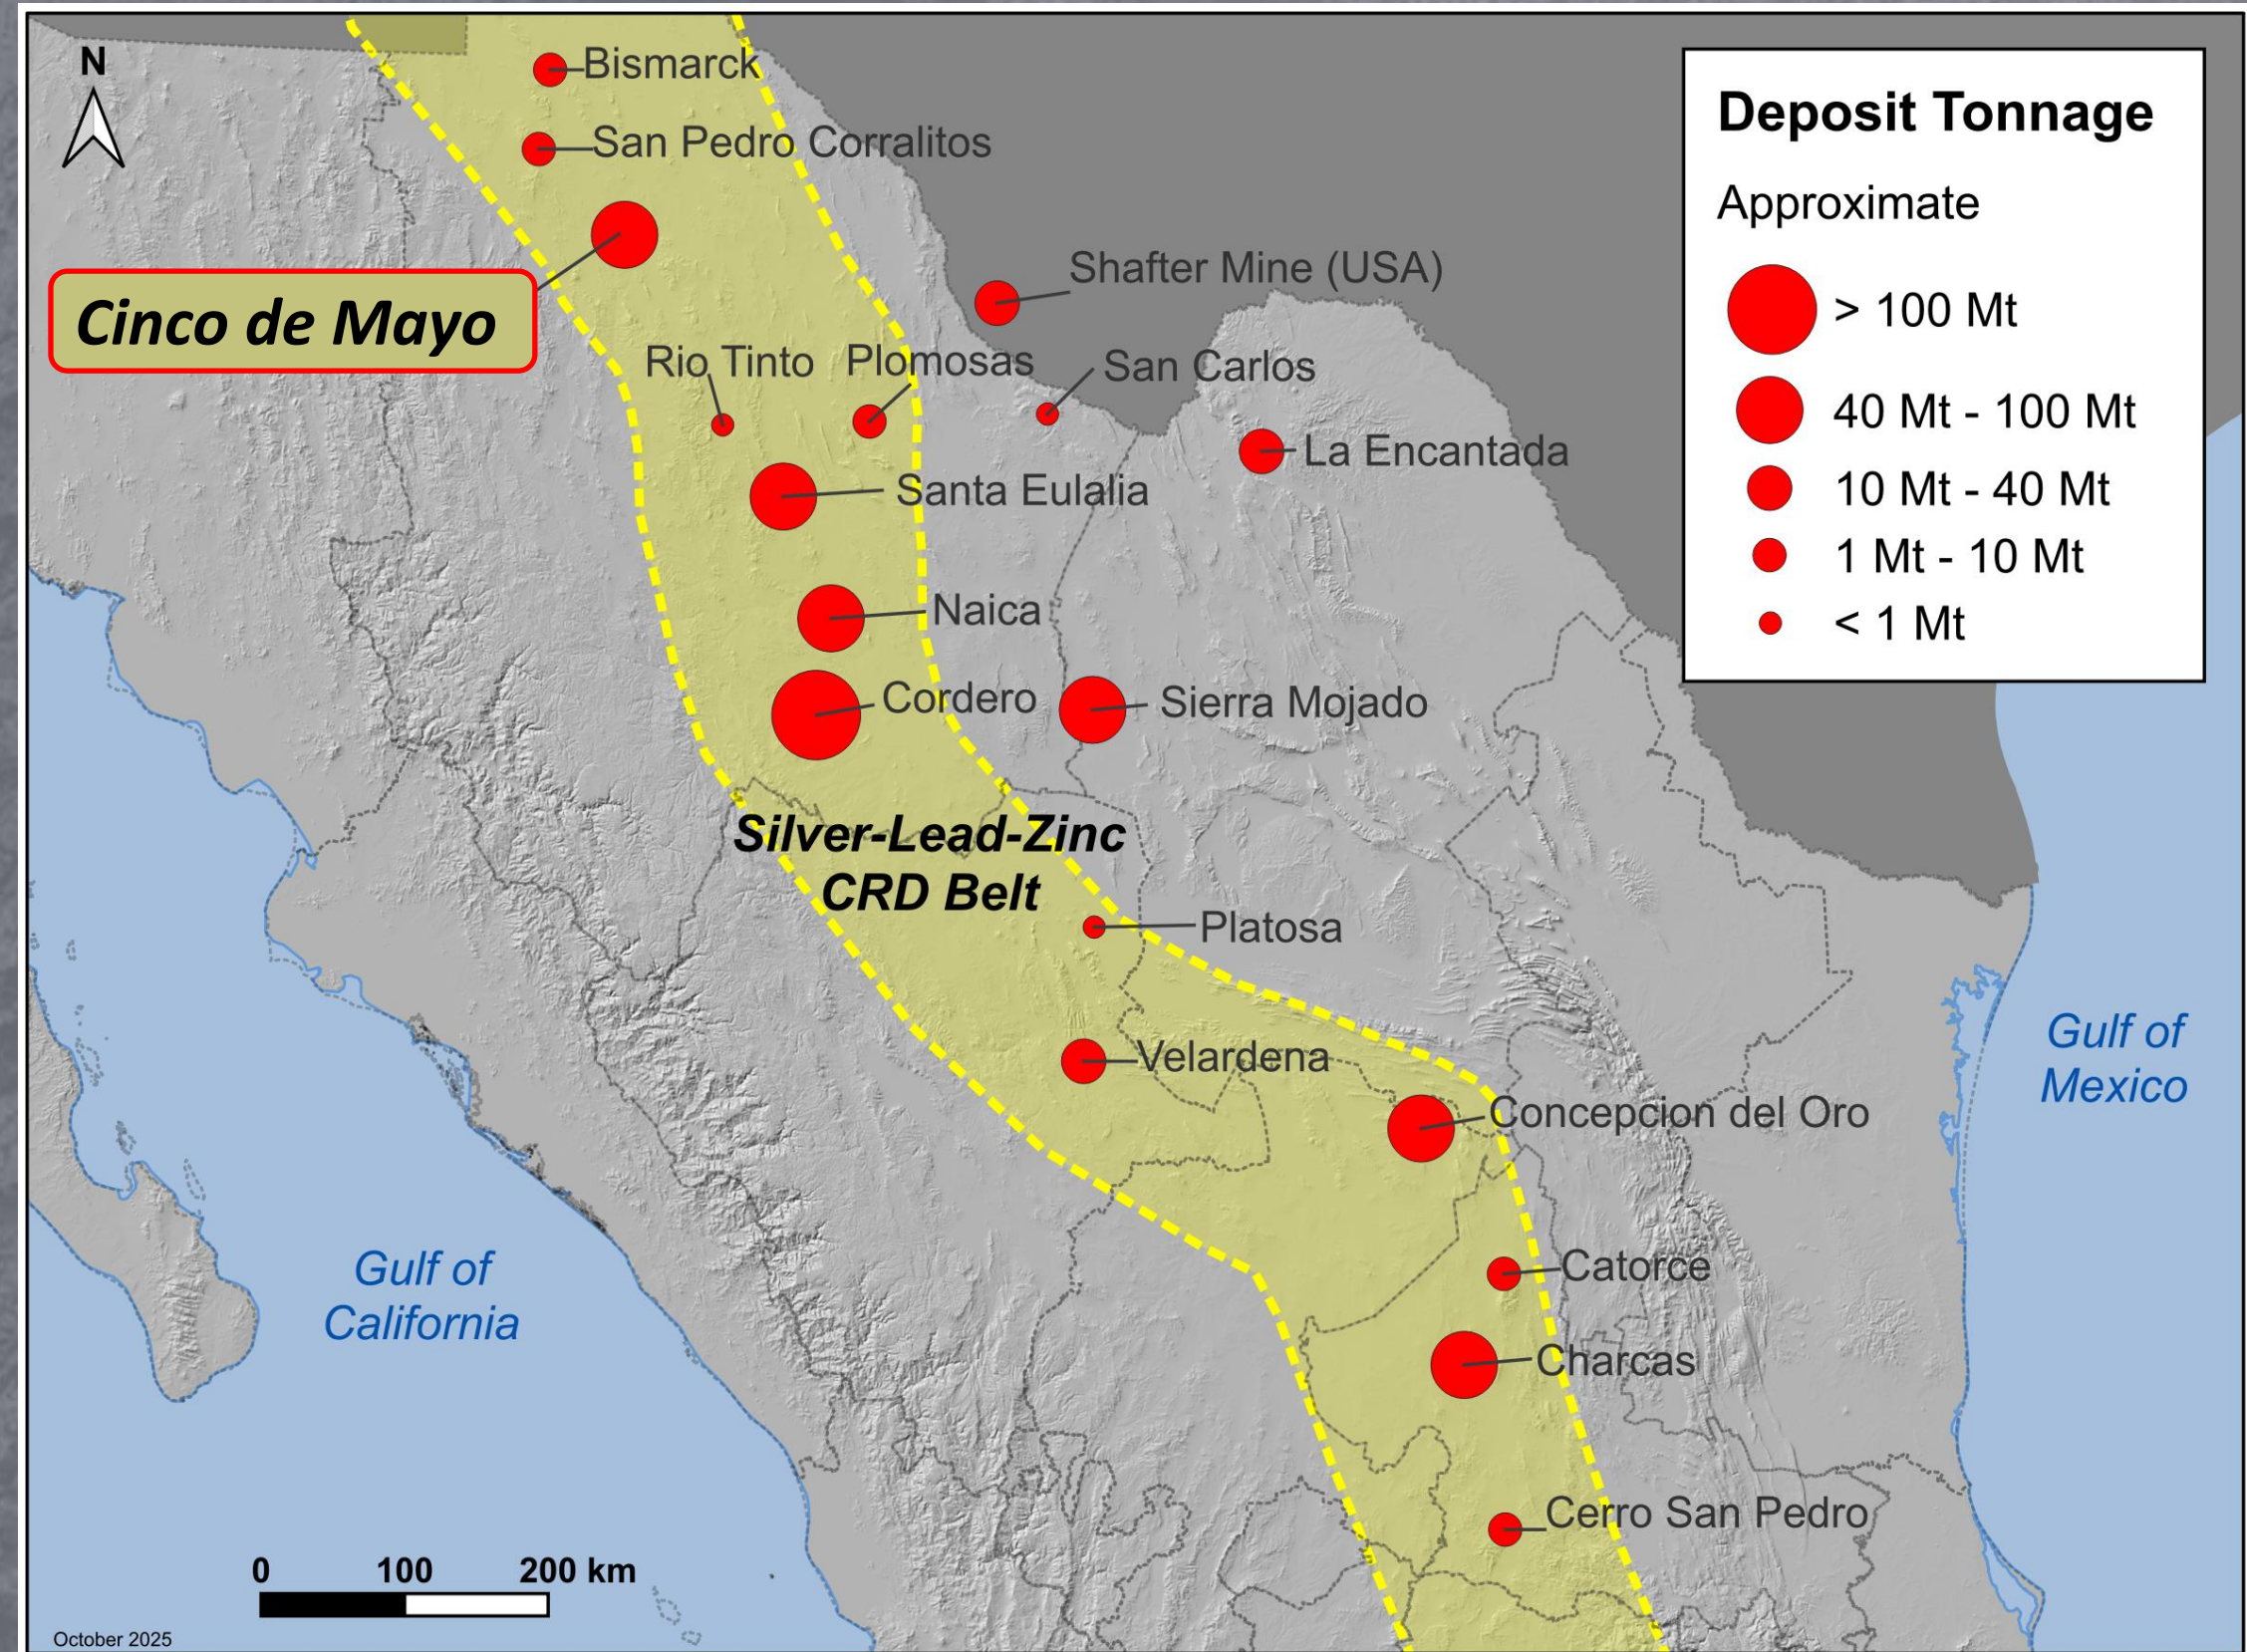 N
Bismarck
San Pedro Corralitos
Cinco de Mayo
Shafter Mine (USA)
Rio Tinto
Plomosas
San Carlos
La Encantada
Santa Eulalia
Naica
Cordero
Sierra Mojado
Silver-Lead-Zinc
CRD Belt
Platosa
Velardena
Concepcion del Oro
Catorce
Charcas
Cerro San Pedro
Gulf of
California
Gulf of
Mexico
Deposit Tonnage
Approximate
> 100 Mt
40 Mt - 100 Mt
10 Mt - 40 Mt
1 Mt - 10 Mt
< 1 Mt
0 100 200 km
October 2025